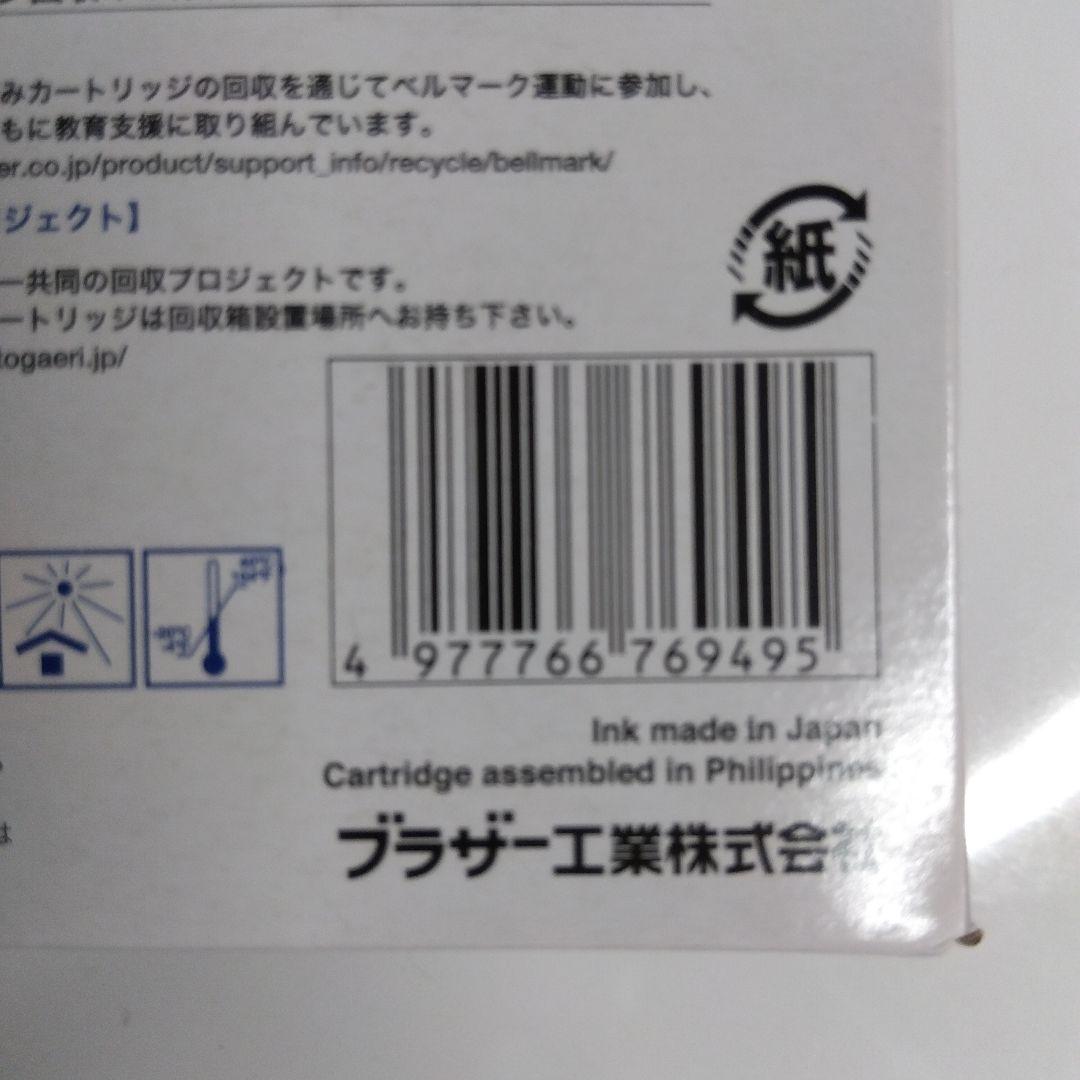 みカートリッジの回収を通じてベルマーク運動に参加し、
もに教育支援に取り組んでいます。
er.co.jp/product/support_info/recycle/bellmark/
ジェクト】
一共同の回収プロジェクトです。
ートリッジは回収箱設置場所へお持ち下さい。
togaeri.jp/
紙
4 977766 769495
Ink made in Japan
Cartridge assembled in Philippines
は
ブラザー工業株式会社